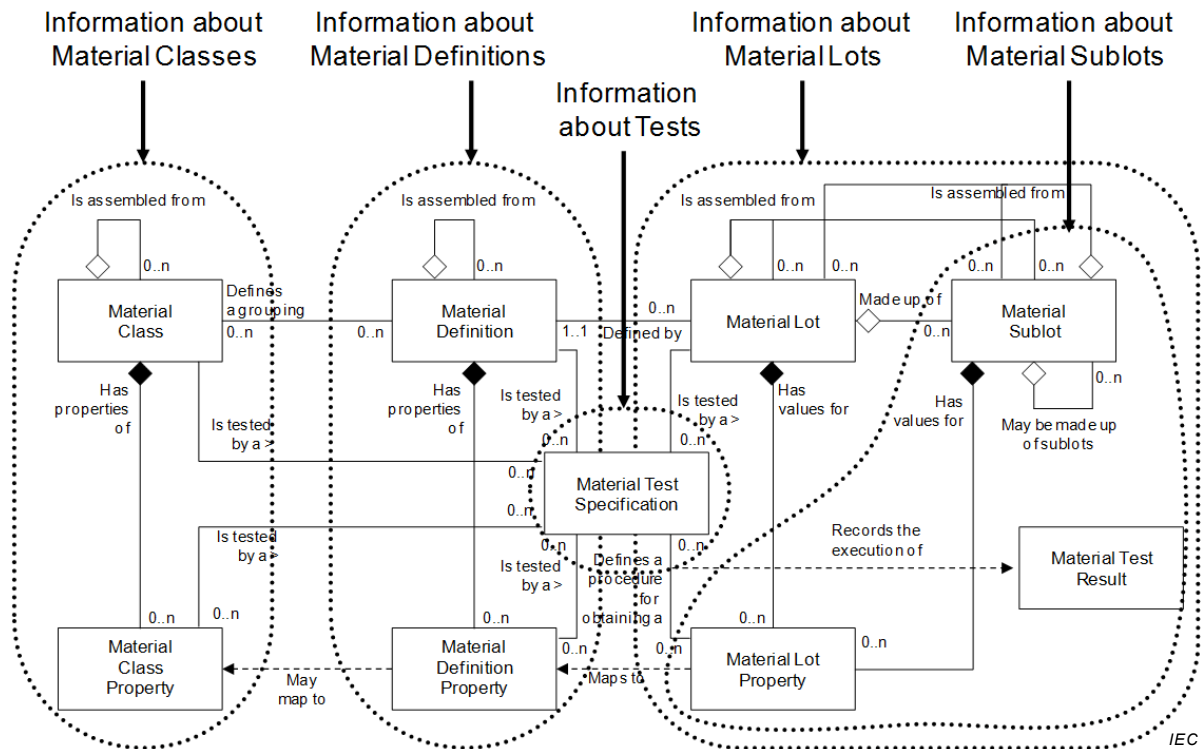 Information about
Material Classes
Information about
Material Definitions
Information about
Material Lots
Information about
Material Sublots
Information
about Tests
Is assembled from
Is assembled from
Is assembled from
Is assembled from
0..n
0..n
0..n
0..n
0..n
0..n
Material
Class
Defines
a grouping
0..n
0..n
Material
Definition
1..1
0..n
Defined by
Material Lot
Made up of
0..n
Material
Sublot
Has
properties
of
Is tested
by a >
Has
properties
of
Is tested
by a >
0..n
Is tested
by a >
0..n
Has
values for
Has
values for
0..n
May be made up
of sublots
0..n
0..n
Material Test
Specification
Is tested
by a >
0..n
Is tested
by a >
0..n
Defines a
procedure
for
obtaining a
Records the
execution of
Material Test
Result
0..n
0..n
0..n
0..n
0..n
0..n
0..n
Material
Class
Property
May
map to
Material
Definition
Property
Maps to
Material Lot
Property
IEC